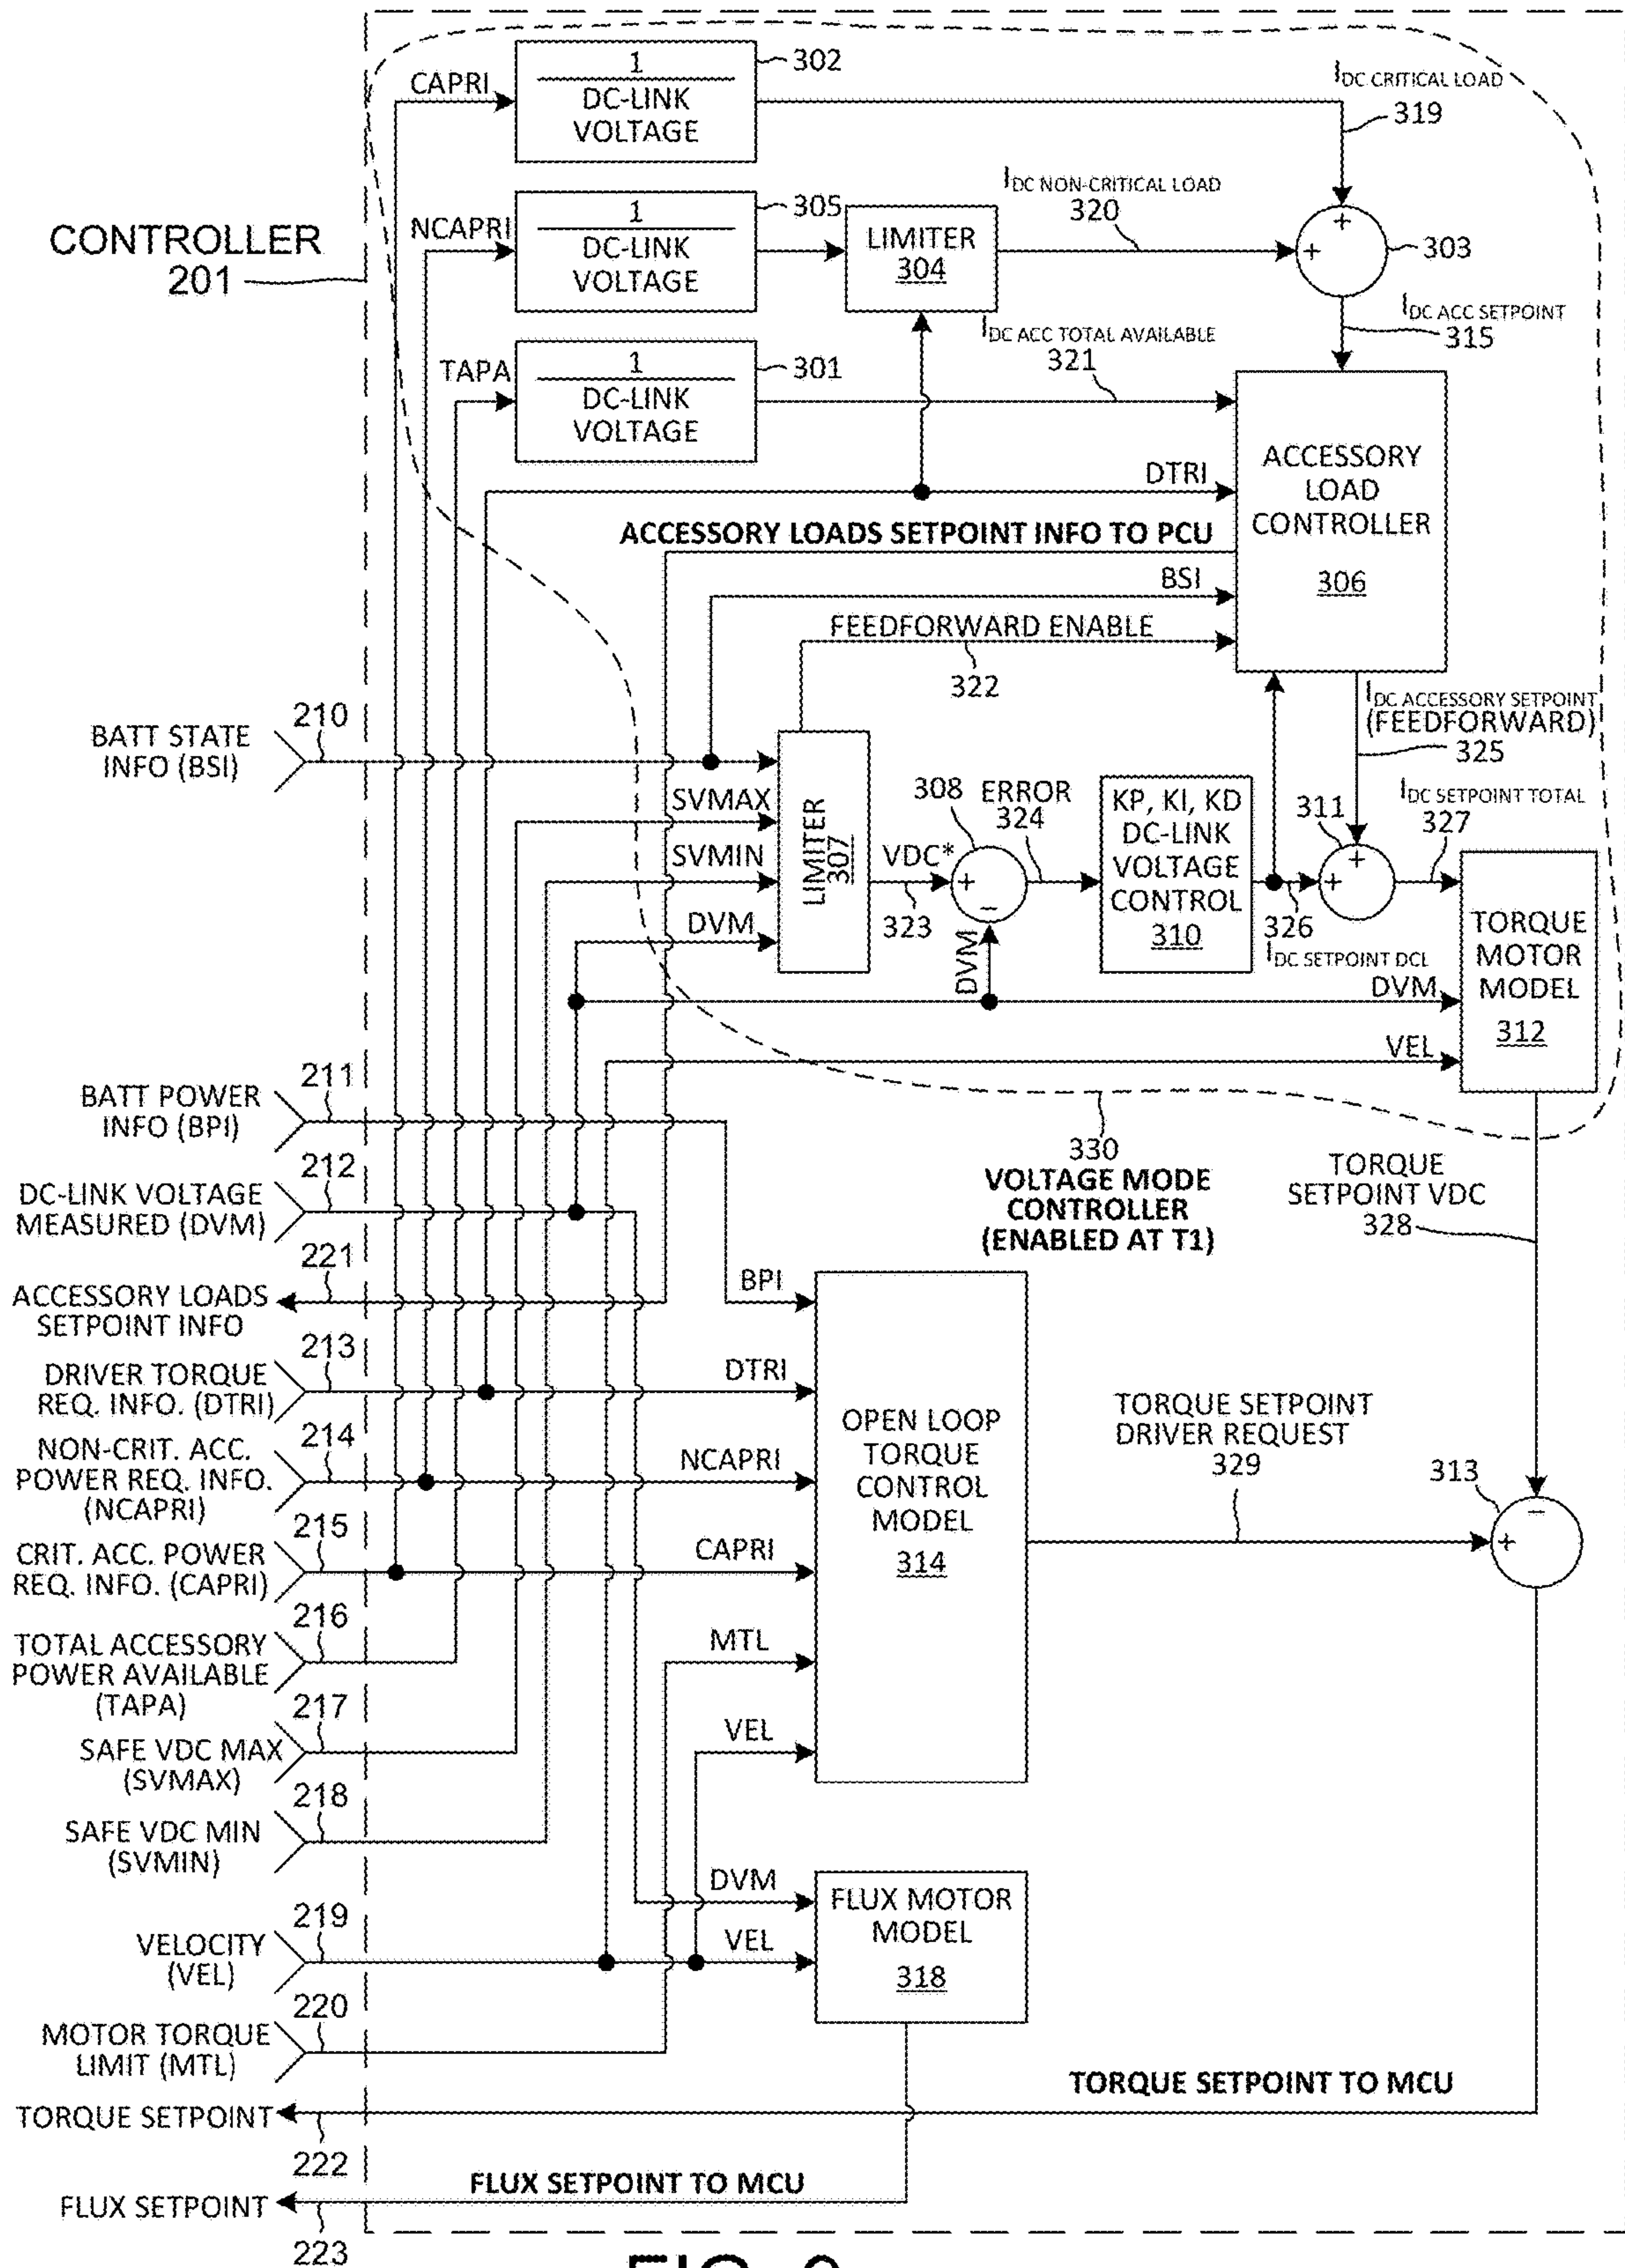 CAPRI
1
DC-LINK
VOLTAGE
302
I DC CRITICAL LOAD
319
CONTROLLER
201
NCAPRI
1
DC-LINK
VOLTAGE
305
LIMITER
304
I DC NON-CRITICAL LOAD
320
+
+
303
I DC ACC SETPOINT
315
TAPA
1
DC-LINK
VOLTAGE
301
I DC ACC TOTAL AVAILABLE
321
DTRI
ACCESSORY
LOAD
CONTROLLER
306
ACCESSORY LOADS SETPOINT INFO TO PCU
BSI
FEEDFORWARD ENABLE
322
I DC ACCESSORY SETPOINT
(FEEDFORWARD)
325
BATT STATE
INFO (BSI)
210
SVMAX
SVMIN
DVM
LIMITER
307
VDC*
323
308
+
−
DVM
ERROR
324
KP, KI, KD
DC-LINK
VOLTAGE
CONTROL
310
326
I DC SETPOINT DCL
311
+
+
I DC SETPOINT TOTAL
327
TORQUE
MOTOR
MODEL
312
DVM
VEL
BATT POWER
INFO (BPI)
211
330
VOLTAGE MODE
CONTROLLER
(ENABLED AT T1)
TORQUE
SETPOINT VDC
328
DC-LINK VOLTAGE
MEASURED (DVM)
212
ACCESSORY LOADS
SETPOINT INFO
221
BPI
DRIVER TORQUE
REQ. INFO. (DTRI)
213
DTRI
NON-CRIT. ACC.
POWER REQ. INFO.
(NCAPRI)
214
NCAPRI
OPEN LOOP
TORQUE
CONTROL
MODEL
314
TORQUE SETPOINT
DRIVER REQUEST
329
313
−
+
CRIT. ACC. POWER
REQ. INFO. (CAPRI)
215
CAPRI
TOTAL ACCESSORY
POWER AVAILABLE
(TAPA)
216
MTL
SAFE VDC MAX
(SVMAX)
217
VEL
SAFE VDC MIN
(SVMIN)
218
DVM
FLUX MOTOR
MODEL
318
VELOCITY
(VEL)
219
VEL
MOTOR TORQUE
LIMIT (MTL)
220
TORQUE SETPOINT TO MCU
TORQUE SETPOINT
222
FLUX SETPOINT TO MCU
FLUX SETPOINT
223